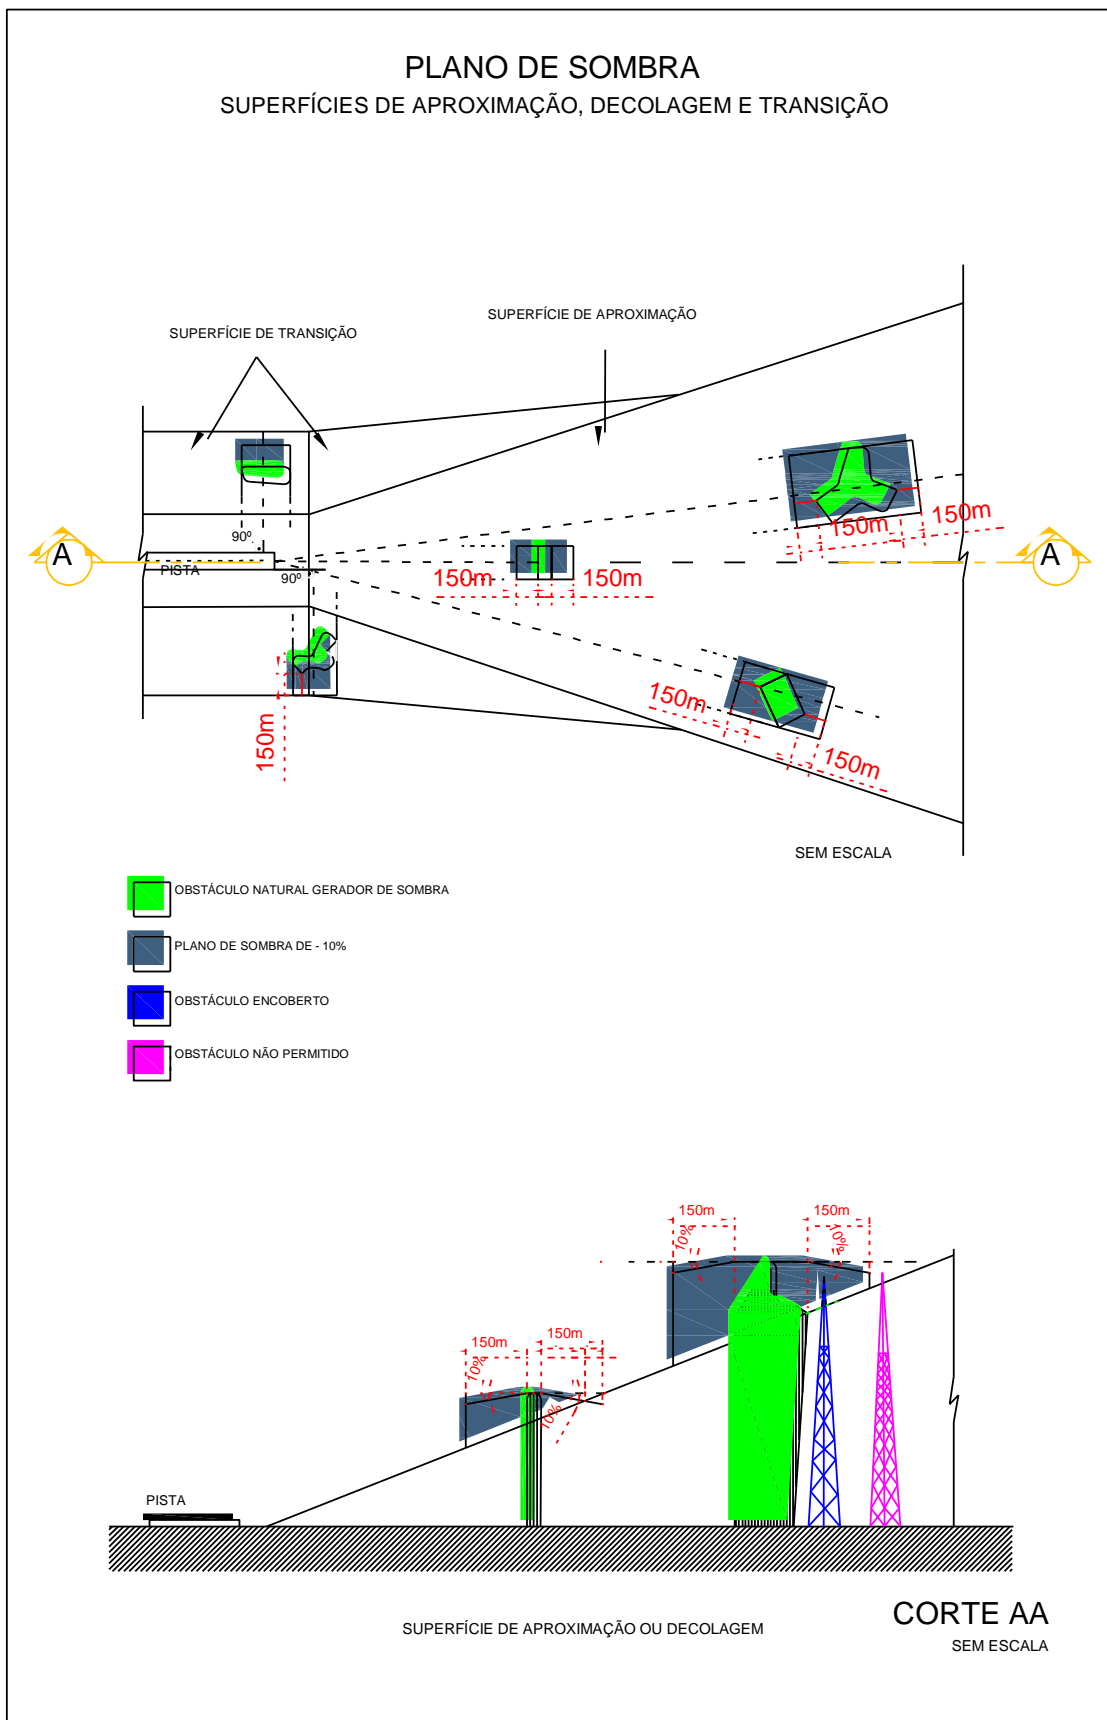 PLANO DE SOMBRA
SUPERFÍCIES DE APROXIMAÇÃO, DECOLAGEM E TRANSIÇÃO
SUPERFÍCIE DE APROXIMAÇÃO
SUPERFÍCIE DE TRANSIÇÃO
150m
150m
90º
A
PISTA
90º
150m
150m
A
150m
150m
150m
SEM ESCALA
OBSTÁCULO NATURAL GERADOR DE SOMBRA
PLANO DE SOMBRA DE - 10%
OBSTÁCULO ENCOBERTO
OBSTÁCULO NÃO PERMITIDO
150m
150m
10%
10%
150m
150m
10%
10%
PISTA
CORTE AA
SUPERFÍCIE DE APROXIMAÇÃO OU DECOLAGEM
SEM ESCALA